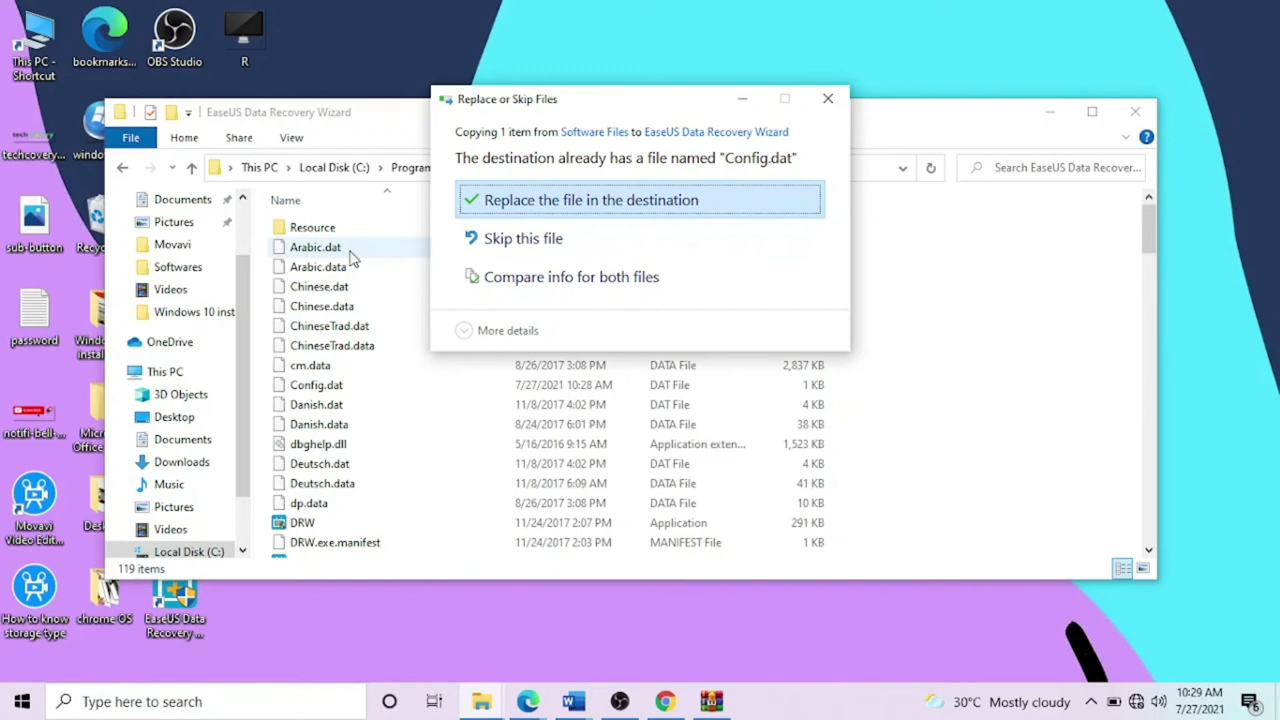 This PC -
Shortcut
bookmarks...
OBS Studio
R
techcovery...
windo
sub-button
Recyc
password
Windo
install
notifi-bell-...
Micro
Office
Movavi
Video Edit...
Des
How to know
storage type
chrome OS
EaseUS Data
Recovery ...
EaseUS Data Recovery Wizard
File
Home
Share
View
This PC
Local Disk (C:)
Program
Search EaseUS Data Recover...
Documents
Pictures
Movavi
Softwares
Videos
Windows 10 inst
OneDrive
This PC
3D Objects
Desktop
Documents
Downloads
Music
Pictures
Videos
Local Disk (C:)
Name
Resource
Arabic.dat
Arabic.data
Chinese.dat
Chinese.data
ChineseTrad.dat
ChineseTrad.data
cm.data 8/26/2017 3:08 PM DATA File 2,837 KB
Config.dat 7/27/2021 10:28 AM DAT File 1 KB
Danish.dat 11/8/2017 4:02 PM DAT File 4 KB
Danish.data 8/24/2017 6:01 PM DATA File 38 KB
dbghelp.dll 5/16/2016 9:15 AM Application exten... 1,523 KB
Deutsch.dat 11/8/2017 4:02 PM DAT File 4 KB
Deutsch.data 11/8/2017 6:09 AM DATA File 41 KB
dp.data 8/26/2017 3:08 PM DATA File 10 KB
DRW 11/24/2017 2:07 PM Application 291 KB
DRW.exe.manifest 11/24/2017 2:03 PM MANIFEST File 1 KB
119 items
Replace or Skip Files
Copying 1 item from Software Files to EaseUS Data Recovery Wizard
The destination already has a file named "Config.dat"
Replace the file in the destination
Skip this file
Compare info for both files
More details
Type here to search
30°C Mostly cloudy
10:29 AM
7/27/2021
6